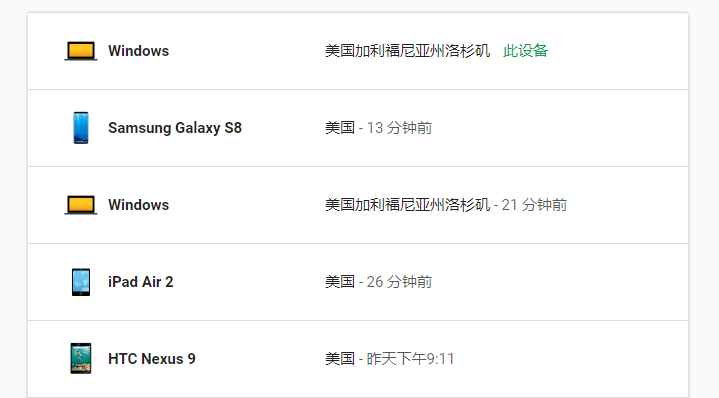 Windows 美国加利福尼亚州洛杉矶 此设备
Samsung Galaxy S8 美国 - 13 分钟前
Windows 美国加利福尼亚州洛杉矶 - 21 分钟前
iPad Air 2 美国 - 26 分钟前
HTC Nexus 9 美国 - 昨天下午9:11